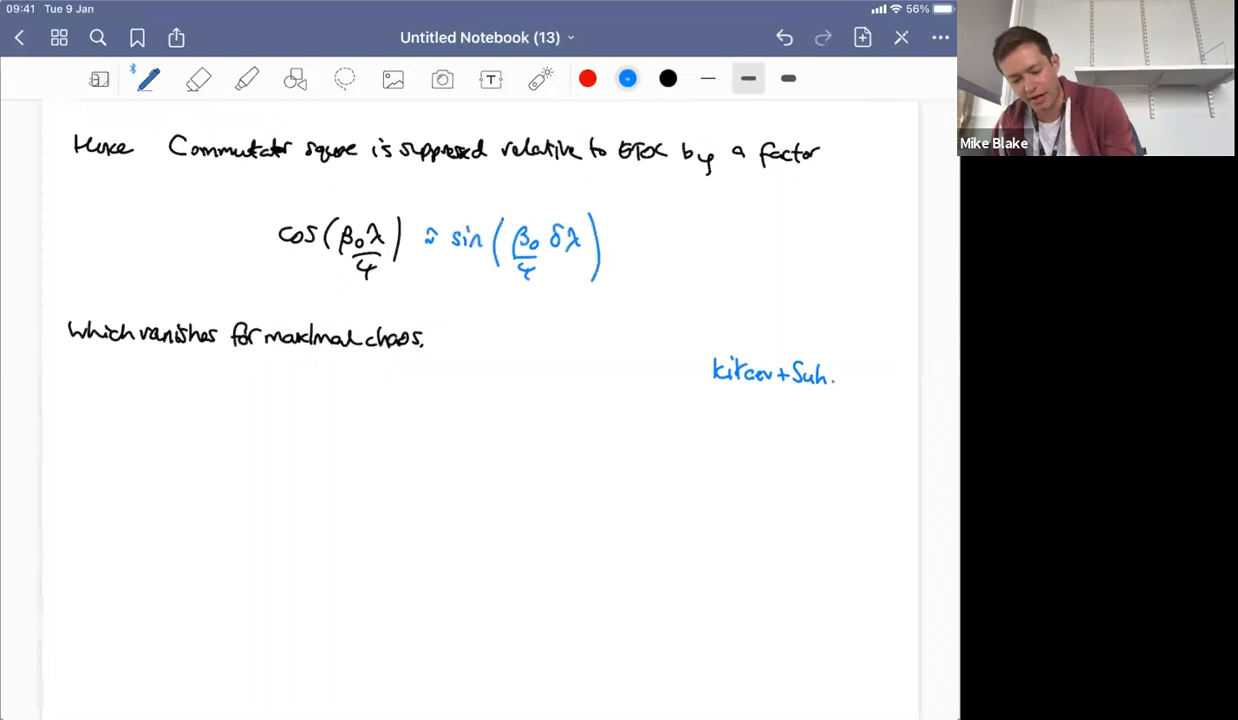 09:41 Tue 9 Jan
56%
Untitled Notebook (13)
Mike Blake
Hence Commutator square is suppressed relative to OTOC by a factor
cos(β₀λ/4) ≈ sin(β₀/4 δλ)
which vanishes for maximal chaos.
Kitaev + Suh.